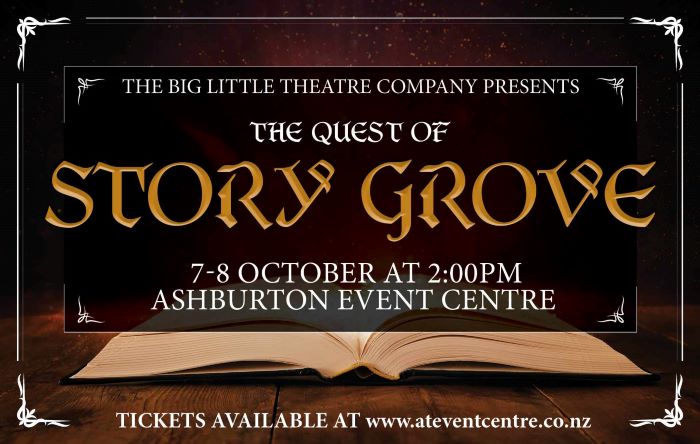 THE BIG LITTLE THEATRE COMPANY PRESENTS
THE QUEST OF
STORY GROVE
7-8 OCTOBER AT 2:00PM
ASHBURTON EVENT CENTRE
TICKETS AVAILABLE AT www.ateventcentre.co.nz